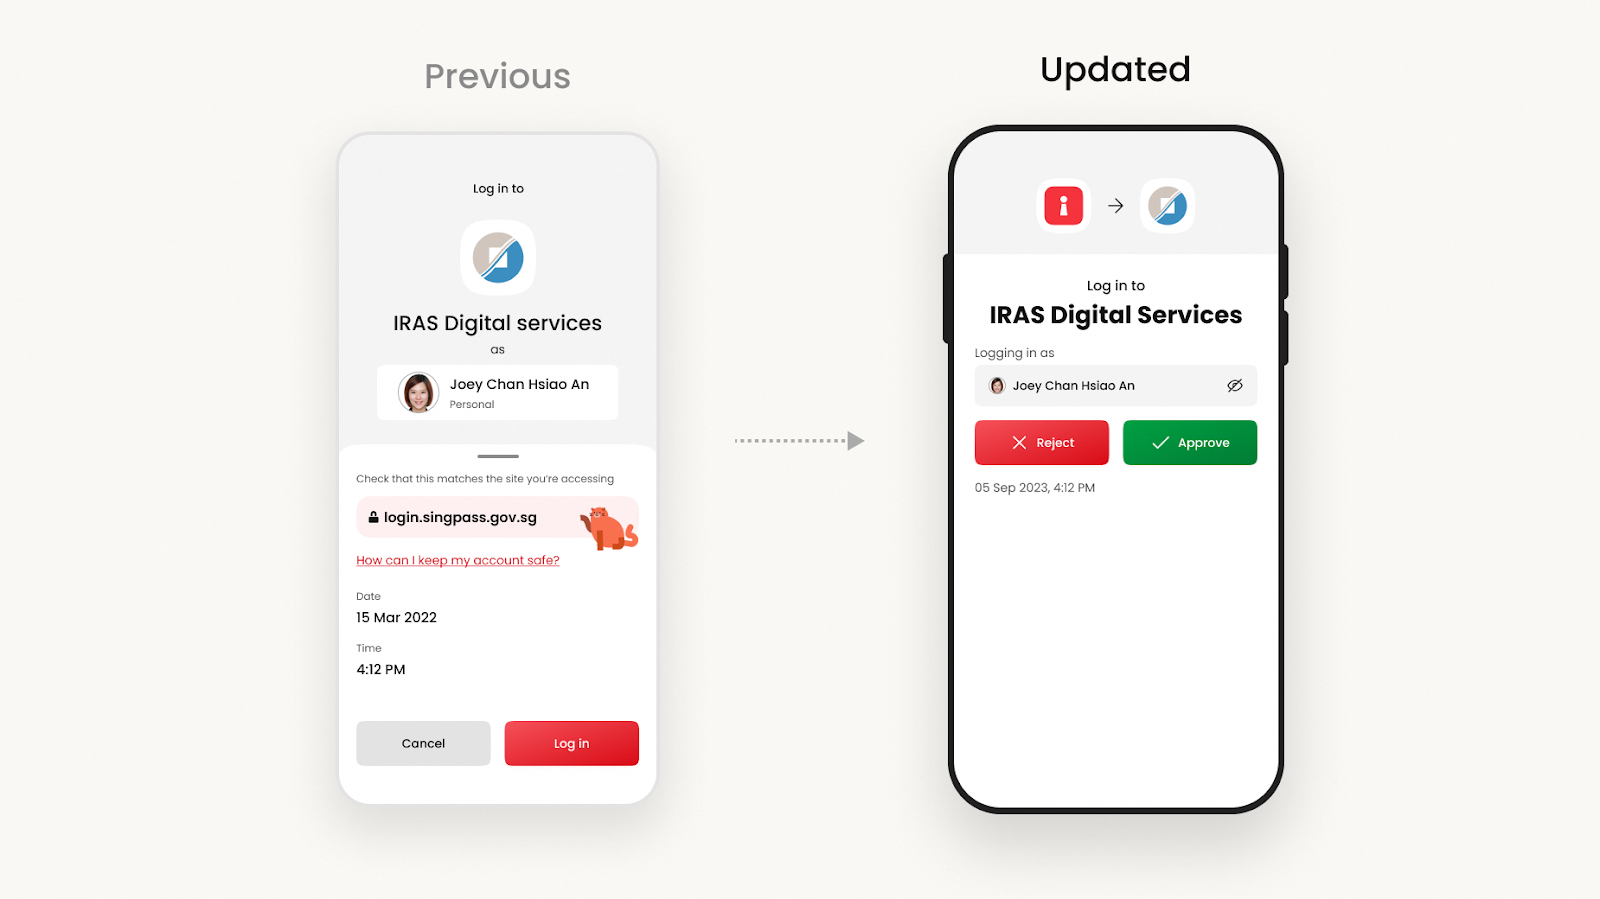 Previous
Log in to
IRAS Digital services
as
Joey Chan Hsiao An
Personal
Check that this matches the site you're accessing
login.singpass.gov.sg
How can I keep my account safe?
Date
15 Mar 2022
Time
4:12 PM
Cancel
Log in
Updated
Log in to
IRAS Digital Services
Logging in as
Joey Chan Hsiao An
Reject
Approve
05 Sep 2023, 4:12 PM